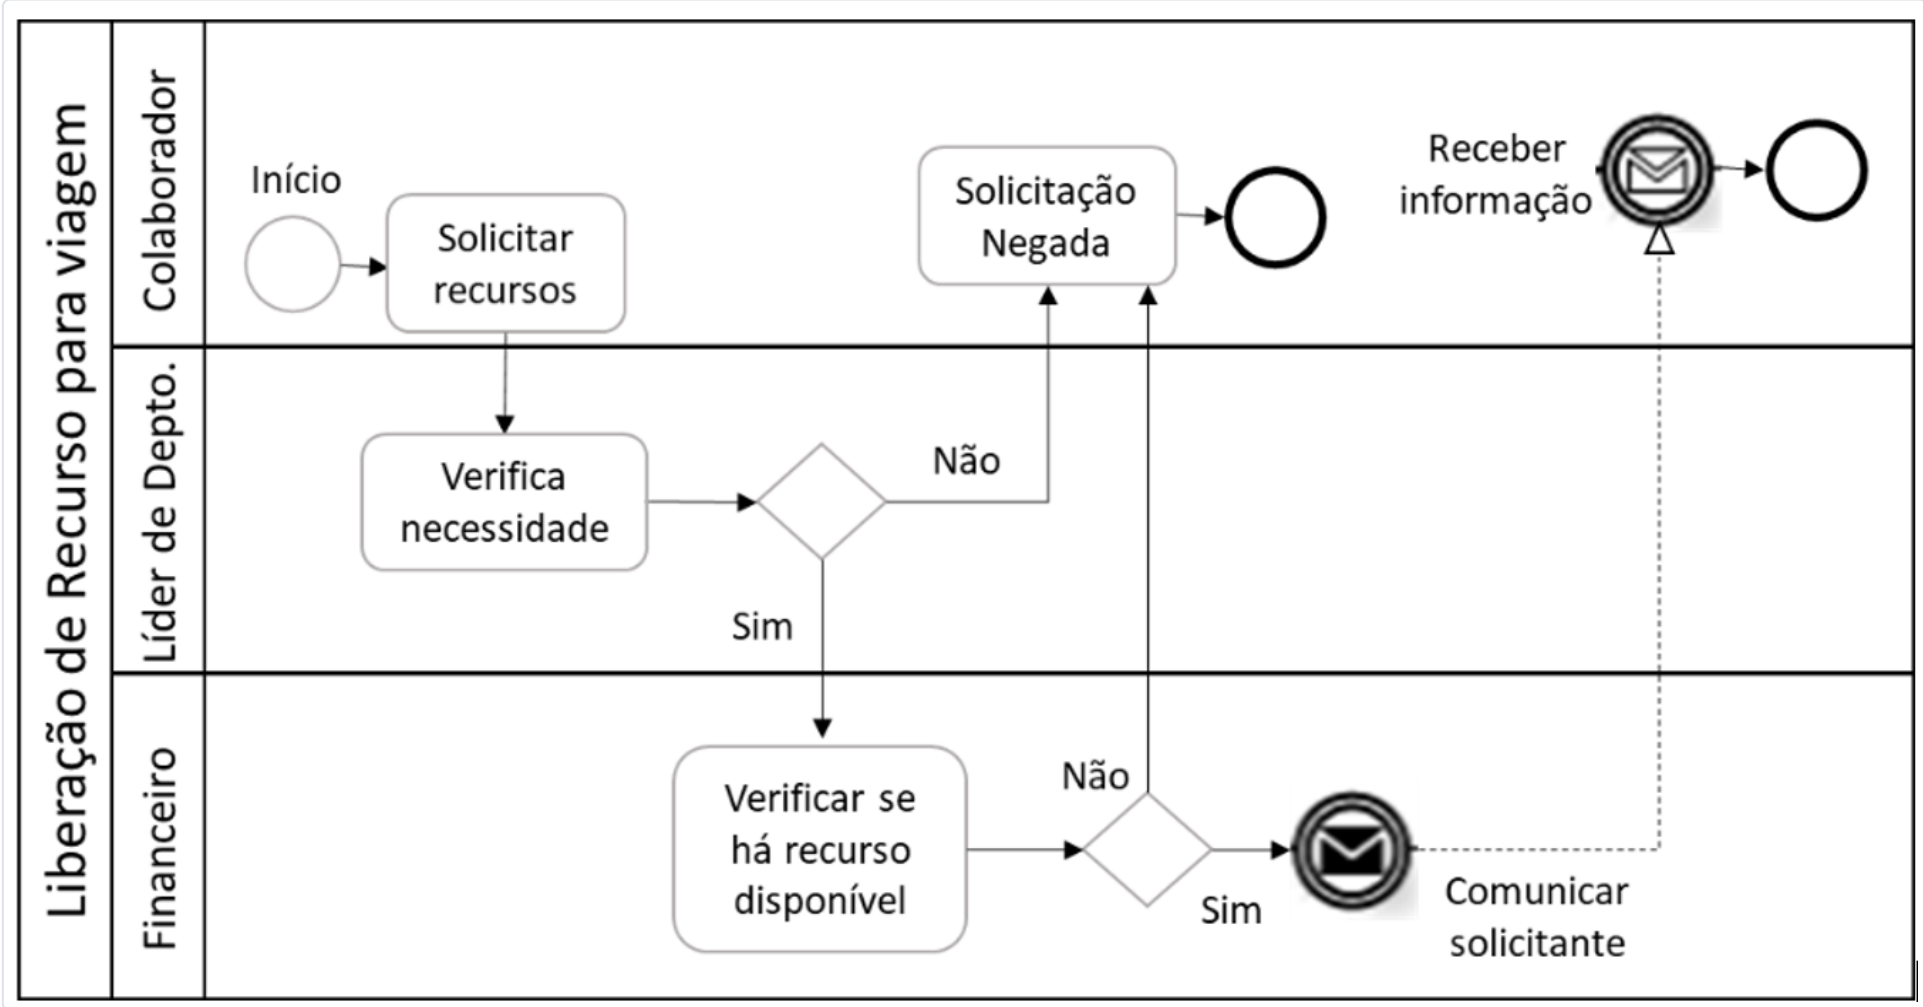 Liberação de Recurso para viagem
Colaborador
Início
Solicitar
recursos
Solicitação
Negada
Receber
informação
Líder de Depto.
Verifica
necessidade
Não
Sim
Financeiro
Verificar se
há recurso
disponível
Não
Sim
Comunicar
solicitante